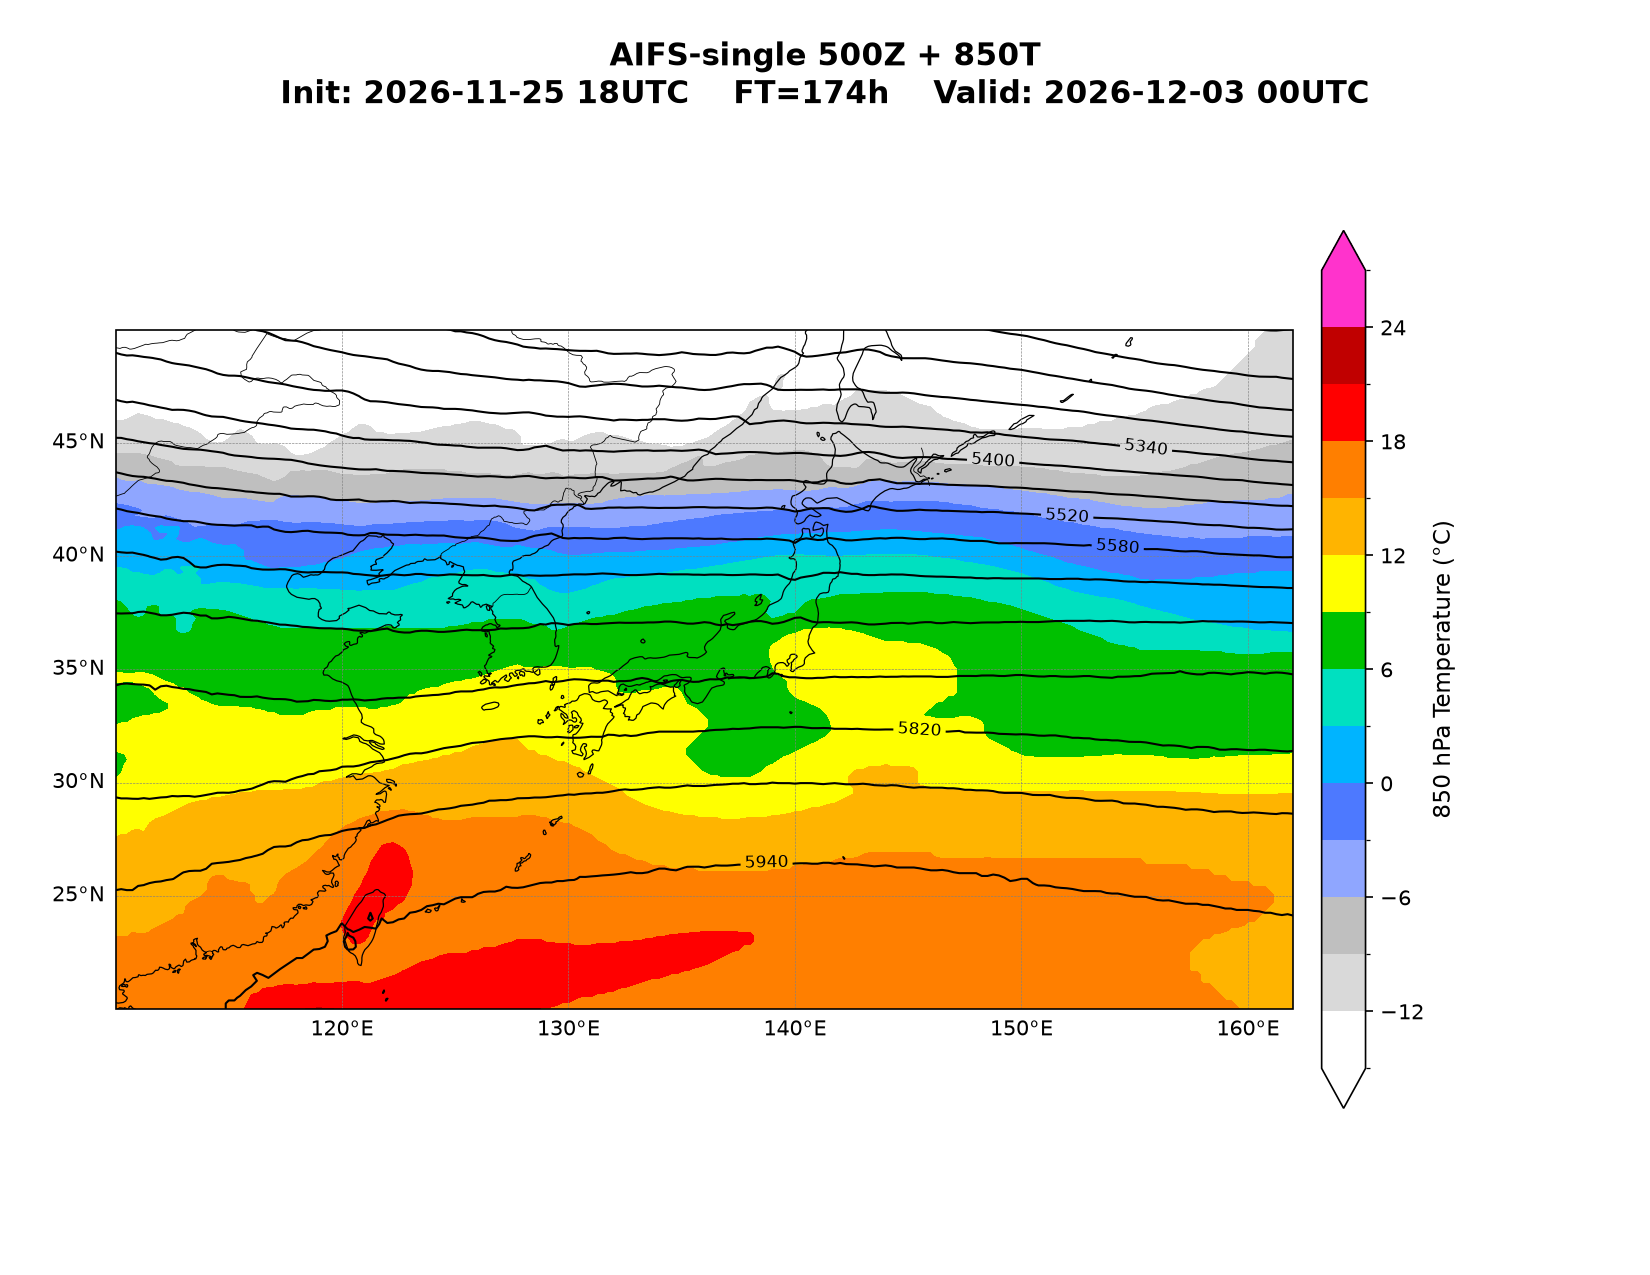 AIFS-single 500Z + 850T
Init: 2026-11-25 18UTC    FT=174h    Valid: 2026-12-03 00UTC
24
45°N
5340
18
5400
5520
12
40°N
5580
850 hPa Temperature (°C)
6
35°N
5820
30°N
0
5940
25°N
−6
−12
120°E 130°E 140°E 150°E 160°E